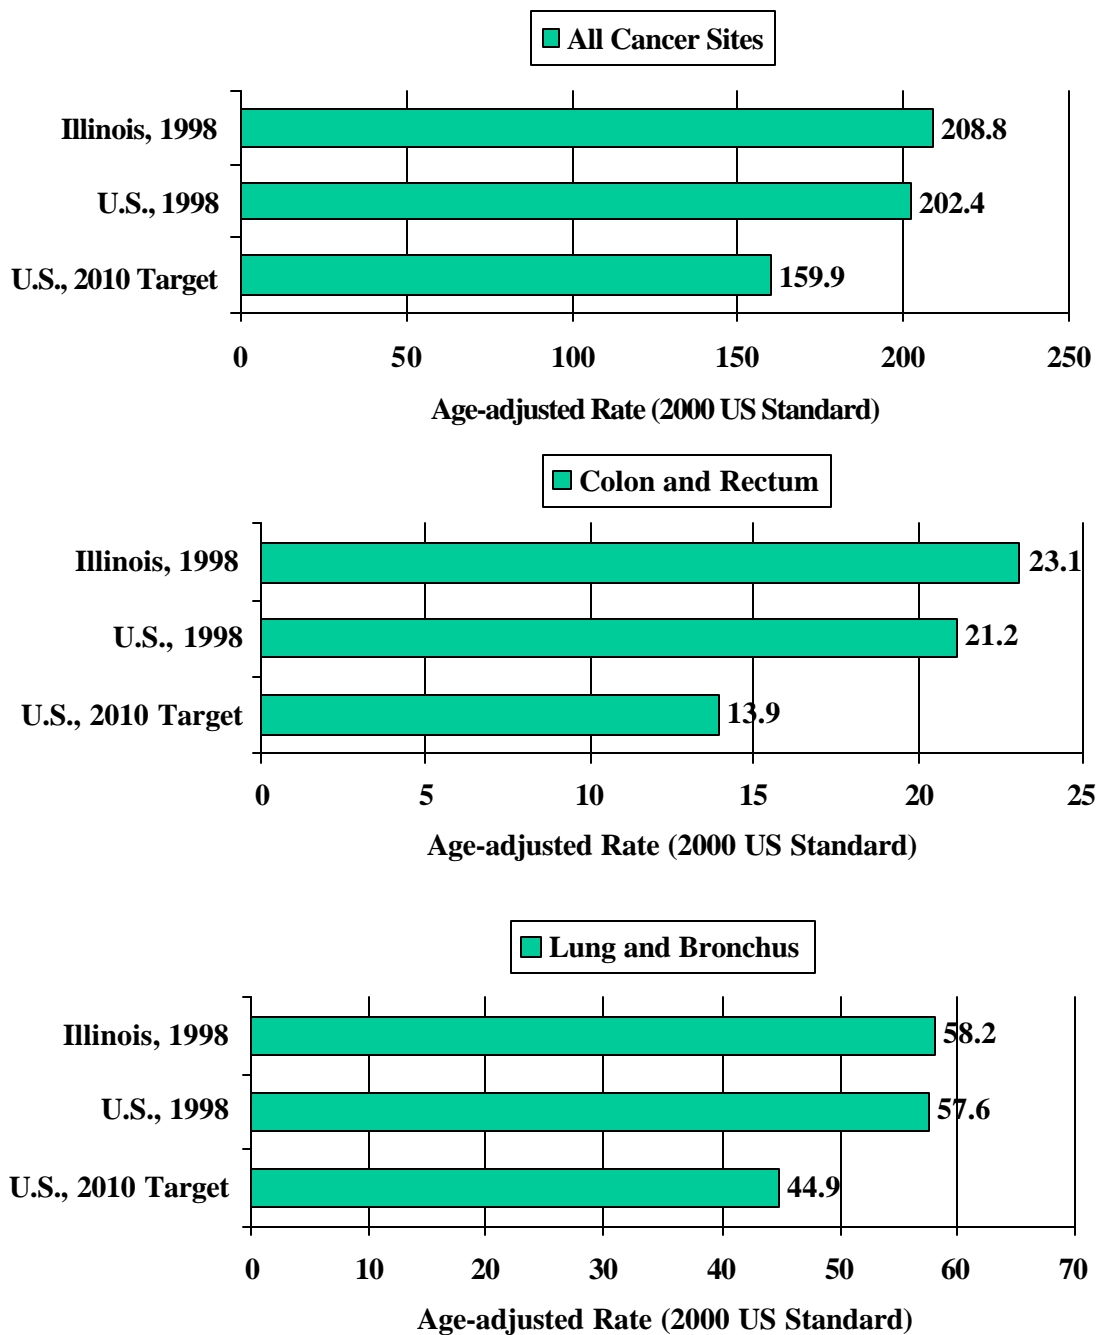 All Cancer Sites
Illinois, 1998 208.8
U.S., 1998 202.4
U.S., 2010 Target 159.9
0 50 100 150 200 250
Age-adjusted Rate (2000 US Standard)
Colon and Rectum
Illinois, 1998 23.1
U.S., 1998 21.2
U.S., 2010 Target 13.9
0 5 10 15 20 25
Age-adjusted Rate (2000 US Standard)
Lung and Bronchus
Illinois, 1998 58.2
U.S., 1998 57.6
U.S., 2010 Target 44.9
0 10 20 30 40 50 60 70
Age-adjusted Rate (2000 US Standard)